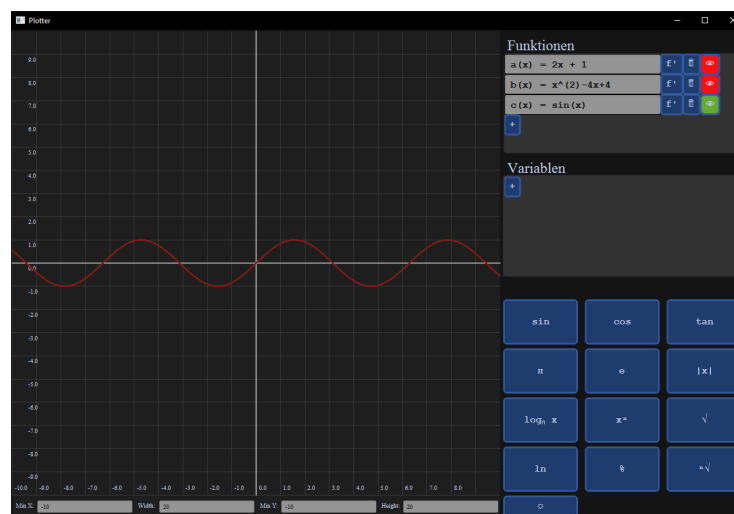 Plotter
Funktionen
a(x) = 2x + 1 f'
b(x) = x^(2)-4x+4 f'
c(x) = sin(x) f'
+
Variablen
+
9.0
8.0
7.0
6.0
5.0
4.0
3.0
2.0
1.0
0.0
-1.0
-2.0
-3.0
-4.0
-5.0
-6.0
-7.0
-8.0
-9.0
-10.0 -9.0 -8.0 -7.0 -6.0 -5.0 -4.0 -3.0 -2.0 -1.0 0.0 1.0 2.0 3.0 4.0 5.0 6.0 7.0 8.0
Min X: -10 Width: 20 Min Y: -10 Height: 20
sin cos tan
π e |x|
logₙ x xⁿ √
ln % ⁿ√